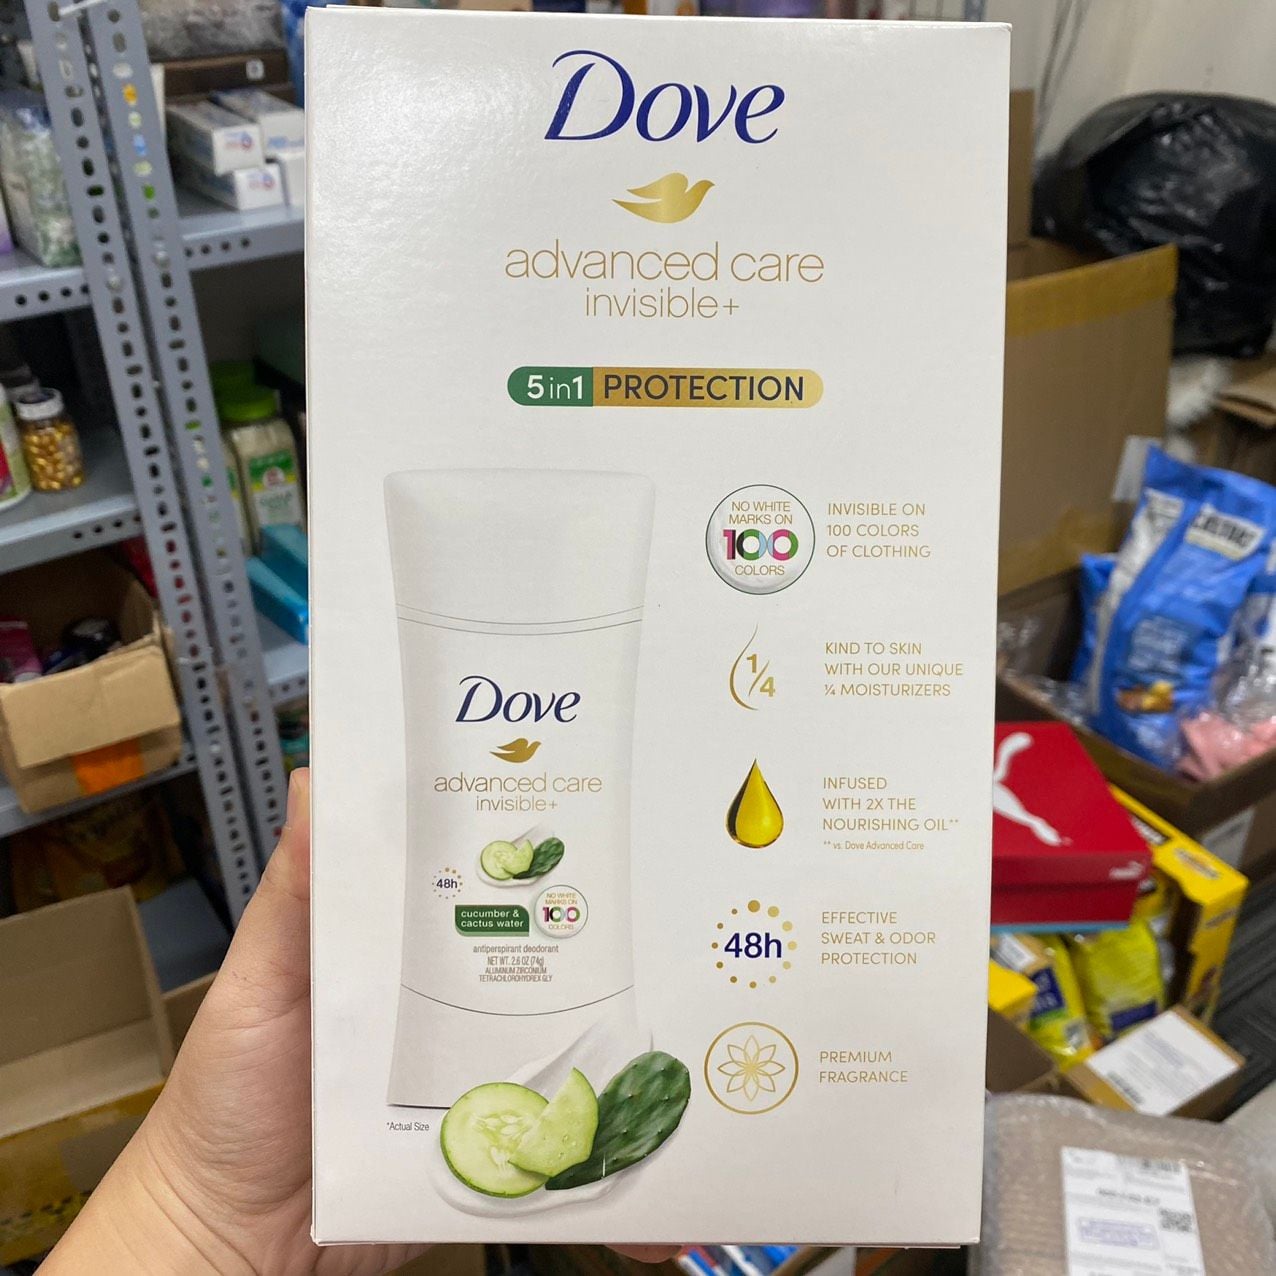 Dove
advanced care
invisible+
5in1 PROTECTION
NO WHITE
MARKS ON
100
COLORS
INVISIBLE ON
100 COLORS
OF CLOTHING
1/4
KIND TO SKIN
WITH OUR UNIQUE
¼ MOISTURIZERS
INFUSED
WITH 2X THE
NOURISHING OIL**
** vs. Dove Advanced Care
48h
EFFECTIVE
SWEAT & ODOR
PROTECTION
PREMIUM
FRAGRANCE
Dove
advanced care
invisible+
48h
NO WHITE
MARKS ON
100
COLORS
cucumber &
cactus water
antiperspirant deodorant
NET WT. 2.6 OZ (74g)
ALUMINUM ZIRCONIUM
TETRACHLOROHYDREX GLY
*Actual Size